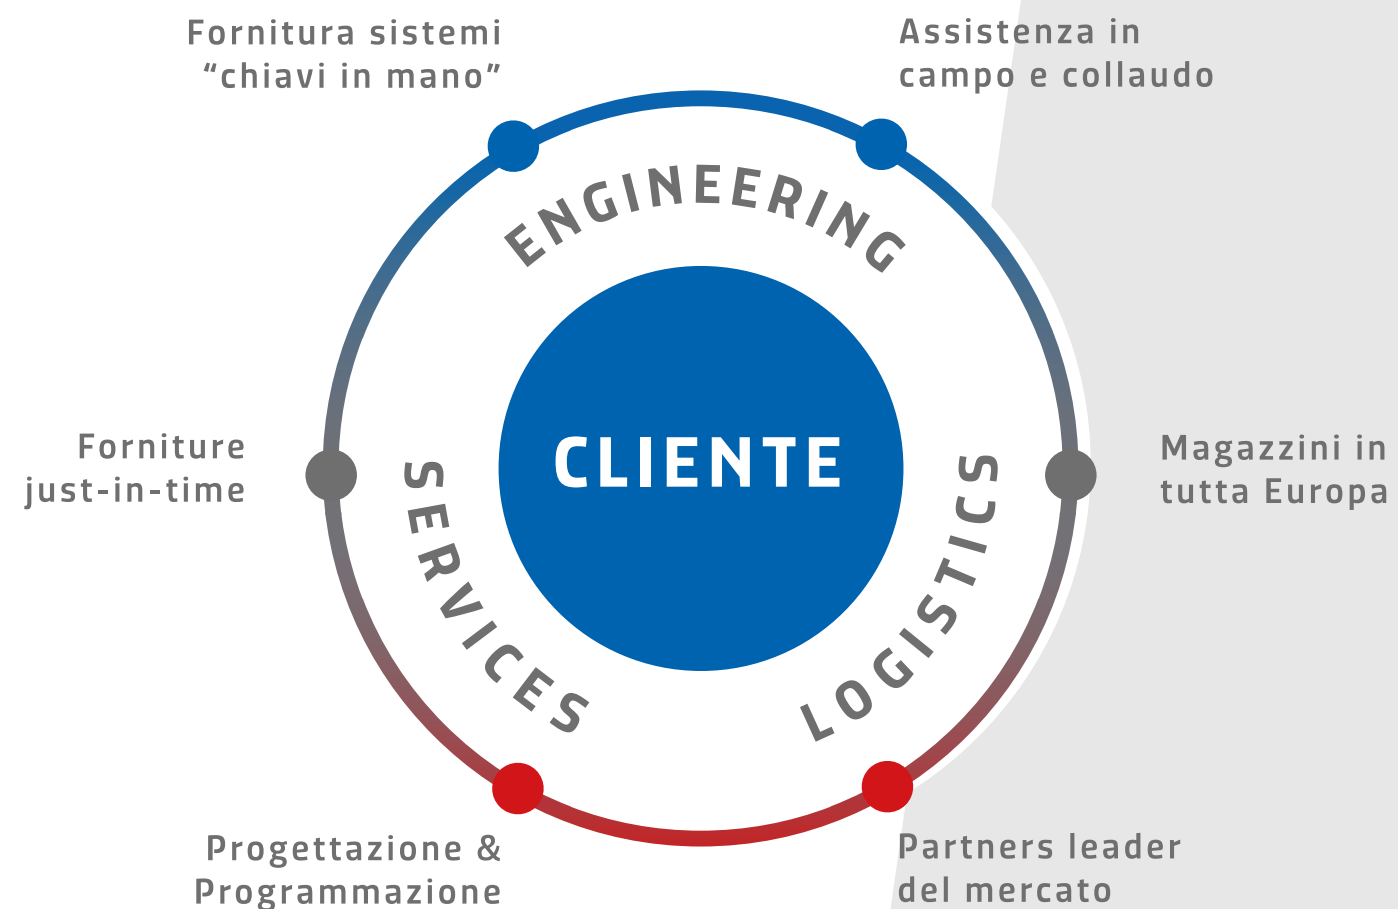 Fornitura sistemi
“chiavi in mano”
Assistenza in
campo e collaudo
ENGINEERING
CLIENTE
SERVICES
LOGISTICS
Forniture
just-in-time
Magazzini in
tutta Europa
Progettazione &
Programmazione
Partners leader
del mercato